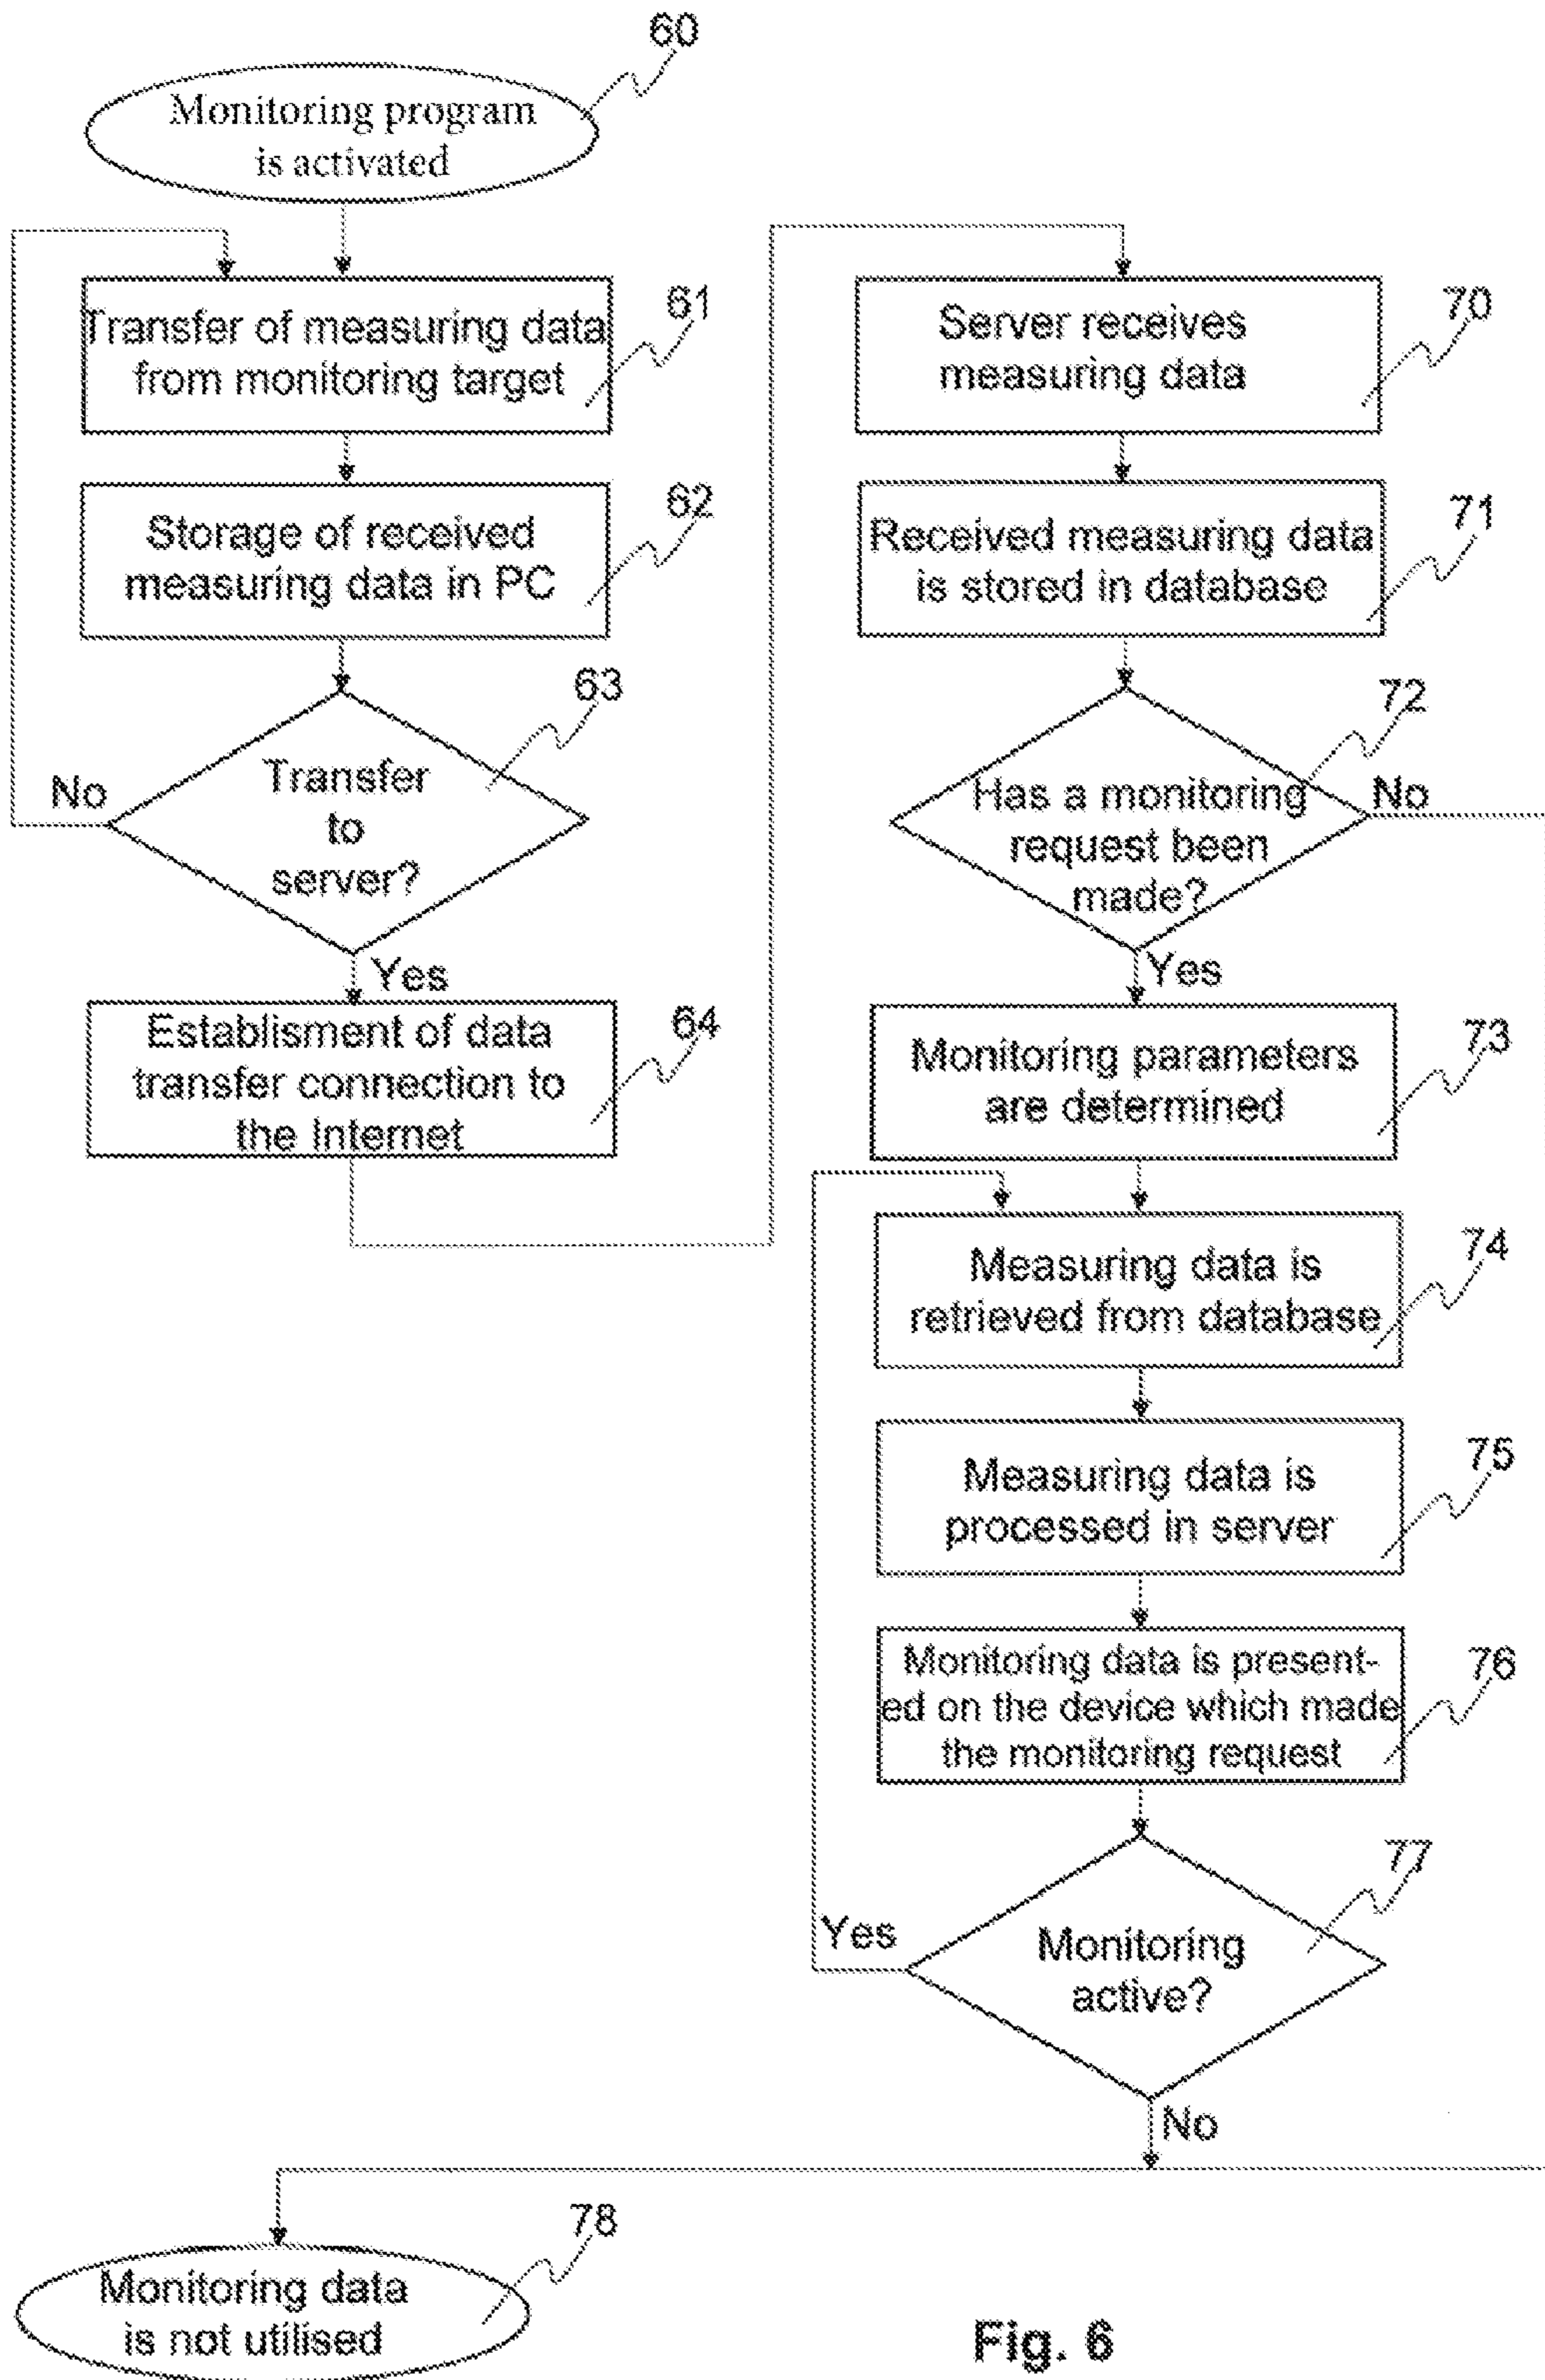 60
Monitoring program
is activated
61
Transfer of measuring data
from monitoring target
62
Storage of received
measuring data in PC
63
Transfer
to
server?
No
Yes
64
Establisment of data
transfer connection to
the Internet
70
Server receives
measuring data
71
Received measuring data
is stored in database
72
Has a monitoring
request been
made?
No
Yes
73
Monitoring parameters
are determined
74
Measuring data is
retrieved from database
75
Measuring data is
processed in server
76
Monitoring data is present-
ed on the device which made
the monitoring request
77
Monitoring
active?
Yes
No
78
Monitoring data
is not utilised
Fig. 6